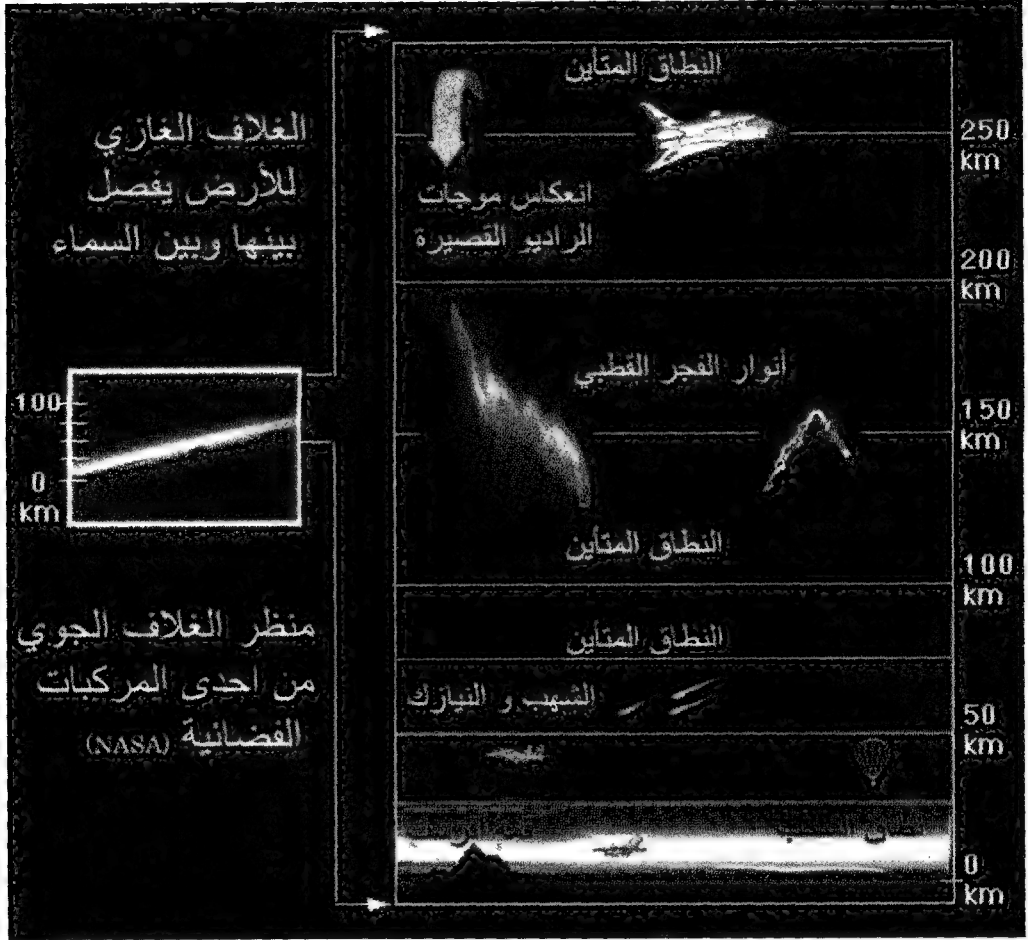 النطاق المتأين
250
km
انعكاس موجات
الراديو القصيرة
200
km
أنوار الفجر القطبي
150
km
النطاق المتأين
100
km
النطاق المتأين
الشهب و النيازك
50
km
0
km
الغلاف الغازي
للأرض يفصل
بينها وبين السماء
100
0
km
منظر الغلاف الجوي
من احدى المركبات
الفضائية (NASA)